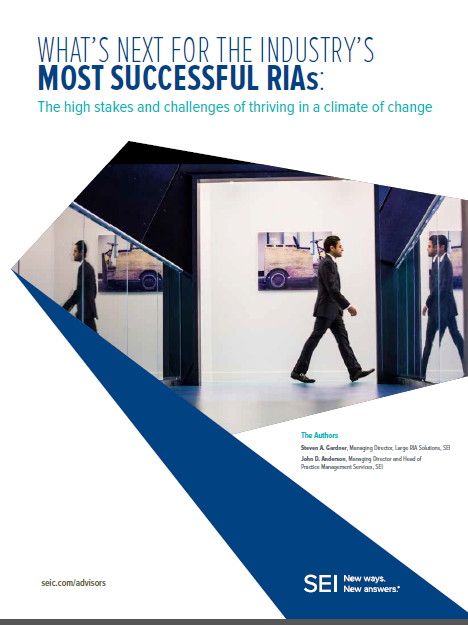 WHAT'S NEXT FOR THE INDUSTRY'S
MOST SUCCESSFUL RIAs:
The high stakes and challenges of thriving in a climate of change
The Authors
Steven A. Gardner, Managing Director, Large RIA Solutions, SEI
John D. Anderson, Managing Director and Head of
Practice Management Services, SEI
seic.com/advisors
SEI New ways.
New answers.®